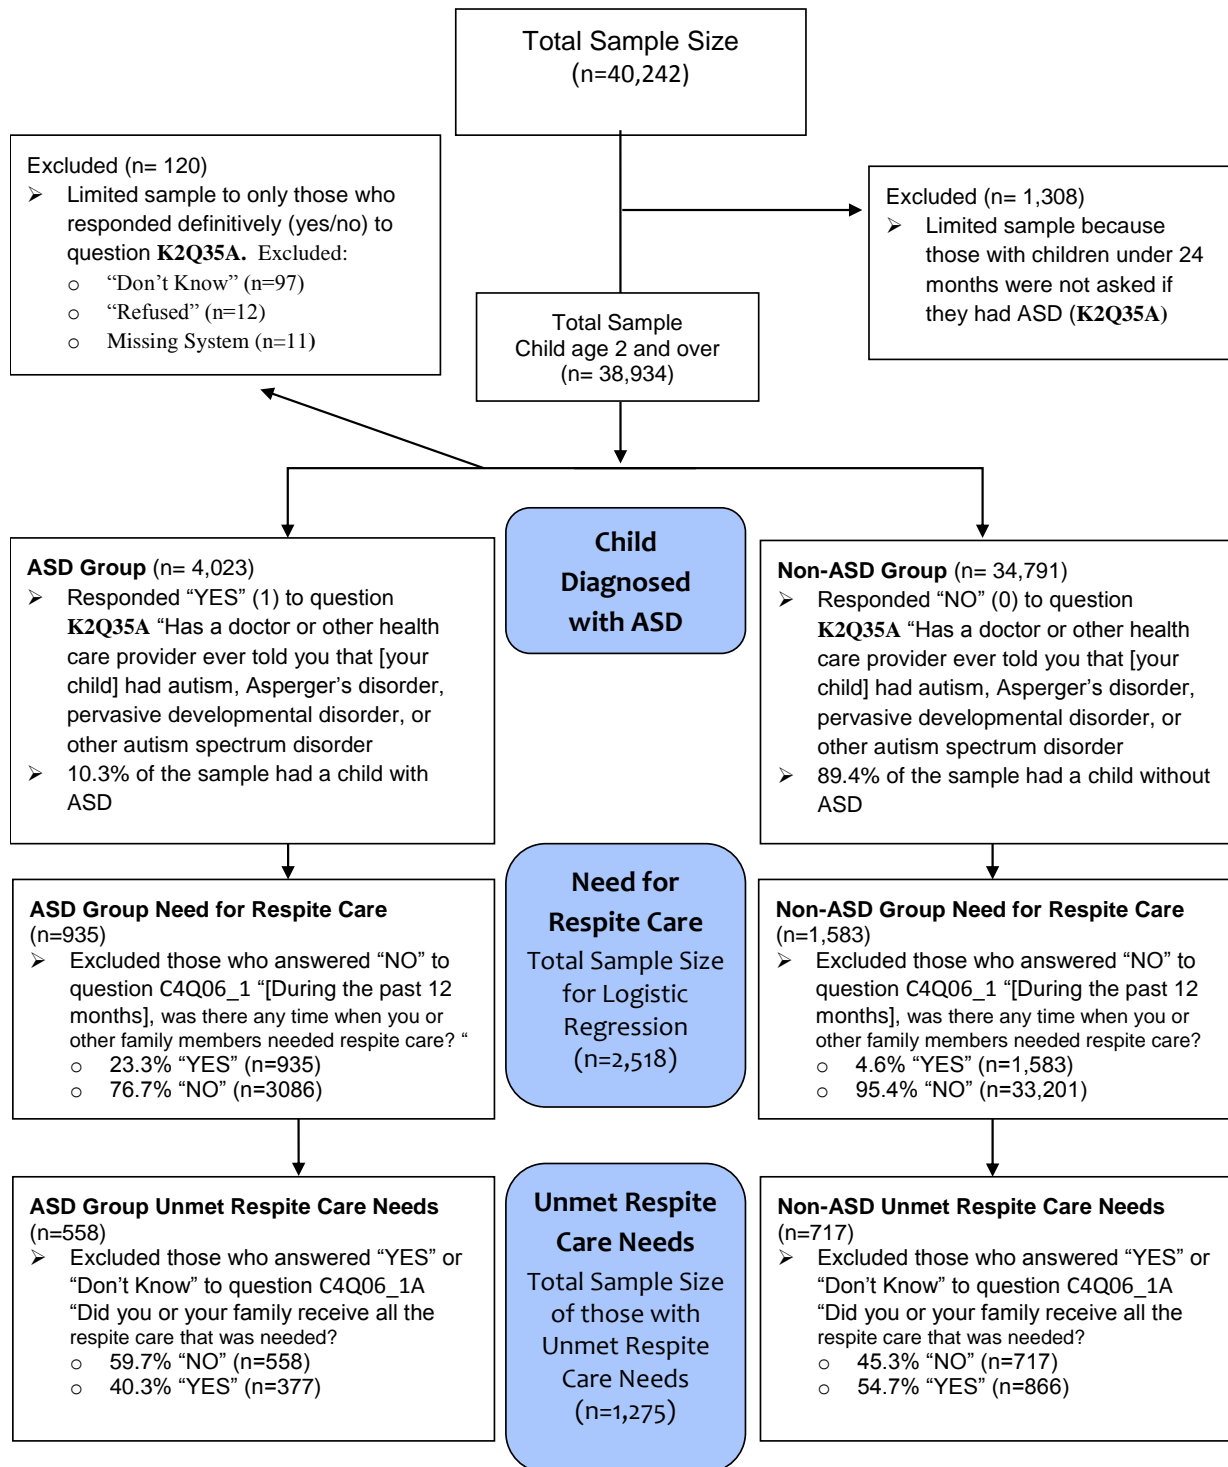 Total Sample Size
(n=40,242)
Excluded (n= 120)
➢ Limited sample to only those who
responded definitively (yes/no) to
question K2Q35A. Excluded:
o “Don’t Know” (n=97)
o “Refused” (n=12)
o Missing System (n=11)
Excluded (n= 1,308)
➢ Limited sample because
those with children under 24
months were not asked if
they had ASD (K2Q35A)
Total Sample
Child age 2 and over
(n= 38,934)
Child
Diagnosed
with ASD
ASD Group (n= 4,023)
➢ Responded “YES” (1) to question
K2Q35A “Has a doctor or other health
care provider ever told you that [your
child] had autism, Asperger’s disorder,
pervasive developmental disorder, or
other autism spectrum disorder
➢ 10.3% of the sample had a child with
ASD
Non-ASD Group (n= 34,791)
➢ Responded “NO” (0) to question
K2Q35A “Has a doctor or other health
care provider ever told you that [your
child] had autism, Asperger’s disorder,
pervasive developmental disorder, or
other autism spectrum disorder
➢ 89.4% of the sample had a child without
ASD
Need for
Respite Care
Total Sample Size
for Logistic
Regression
(n=2,518)
ASD Group Need for Respite Care
(n=935)
➢ Excluded those who answered “NO” to
question C4Q06_1 “[During the past 12
months], was there any time when you or
other family members needed respite care? “
o 23.3% “YES” (n=935)
o 76.7% “NO” (n=3086)
Non-ASD Group Need for Respite Care
(n=1,583)
➢ Excluded those who answered “NO” to
question C4Q06_1 “[During the past 12
months], was there any time when you or
other family members needed respite care?
o 4.6% “YES” (n=1,583)
o 95.4% “NO” (n=33,201)
Unmet Respite
Care Needs
Total Sample Size
of those with
Unmet Respite
Care Needs
(n=1,275)
ASD Group Unmet Respite Care Needs
(n=558)
➢ Excluded those who answered “YES” or
“Don’t Know” to question C4Q06_1A
“Did you or your family receive all the
respite care that was needed?
o 59.7% “NO” (n=558)
o 40.3% “YES” (n=377)
Non-ASD Unmet Respite Care Needs
(n=717)
➢ Excluded those who answered “YES” or
“Don’t Know” to question C4Q06_1A
“Did you or your family receive all the
respite care that was needed?
o 45.3% “NO” (n=717)
o 54.7% “YES” (n=866)